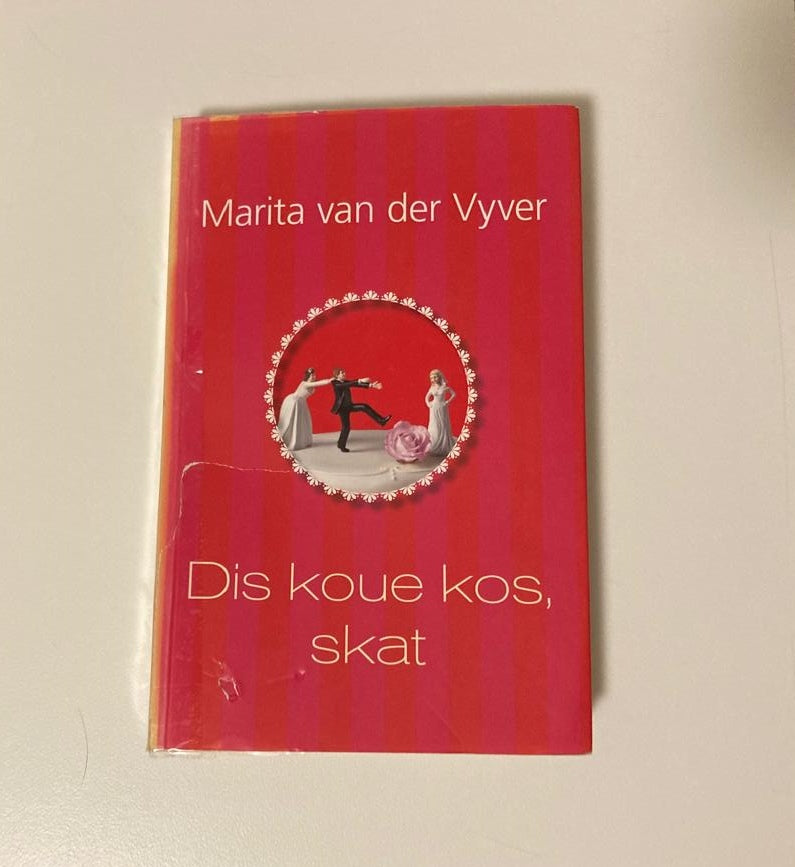 Marita van der Vyver
Dis koue kos,
skat